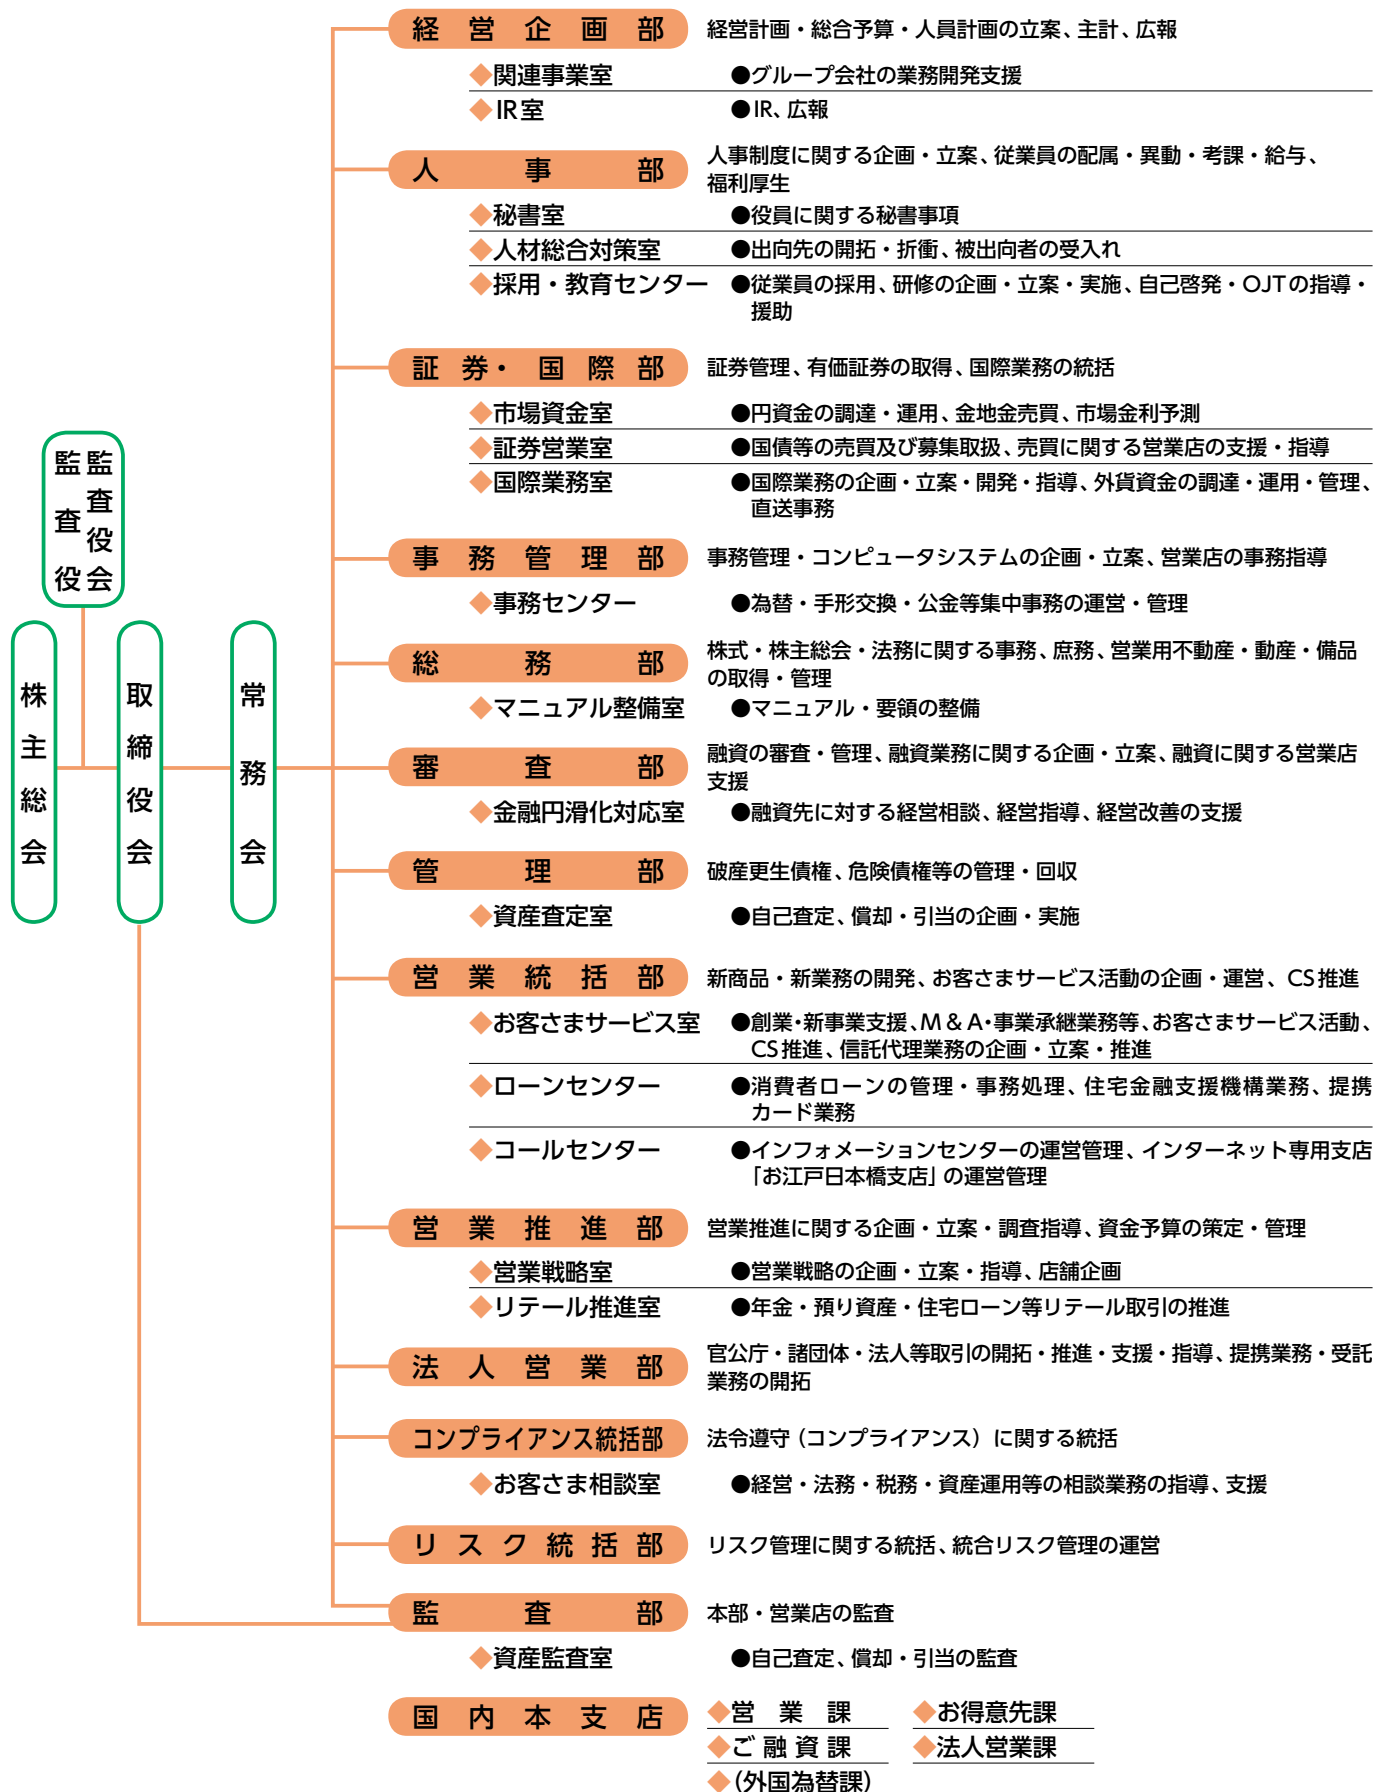 経営企画部 経営計画・総合予算・人員計画の立案、主計、広報
◆関連事業室 ●グループ会社の業務開発支援
◆IR室 ●IR、広報
人事部 人事制度に関する企画・立案、従業員の配属・異動・考課・給与、
福利厚生
◆秘書室 ●役員に関する秘書事項
◆人材総合対策室 ●出向先の開拓・折衝、被出向者の受入れ
◆採用・教育センター ●従業員の採用、研修の企画・立案・実施、自己啓発・OJTの指導・
援助
証券・国際部 証券管理、有価証券の取得、国際業務の統括
◆市場資金室 ●円資金の調達・運用、金地金売買、市場金利予測
◆証券営業室 ●国債等の売買及び募集取扱、売買に関する営業店の支援・指導
◆国際業務室 ●国際業務の企画・立案・開発・指導、外貨資金の調達・運用・管理、
直送事務
監査役会
監査役
株主総会
取締役会
常務会
事務管理部 事務管理・コンピュータシステムの企画・立案、営業店の事務指導
◆事務センター ●為替・手形交換・公金等集中事務の運営・管理
総務部 株式・株主総会・法務に関する事務、庶務、営業用不動産・動産・備品
の取得・管理
◆マニュアル整備室 ●マニュアル・要領の整備
審査部 融資の審査・管理、融資業務に関する企画・立案、融資に関する営業店
支援
◆金融円滑化対応室 ●融資先に対する経営相談、経営指導、経営改善の支援
管理部 破産更生債権、危険債権等の管理・回収
◆資産査定室 ●自己査定、償却・引当の企画・実施
営業統括部 新商品・新業務の開発、お客さまサービス活動の企画・運営、CS推進
◆お客さまサービス室 ●創業・新事業支援、M&A・事業承継業務等、お客さまサービス活動、
CS推進、信託代理業務の企画・立案・推進
◆ローンセンター ●消費者ローンの管理・事務処理、住宅金融支援機構業務、提携
カード業務
◆コールセンター ●インフォメーションセンターの運営管理、インターネット専用支店
「お江戸日本橋支店」の運営管理
営業推進部 営業推進に関する企画・立案・調査指導、資金予算の策定・管理
◆営業戦略室 ●営業戦略の企画・立案・指導、店舗企画
◆リテール推進室 ●年金・預り資産・住宅ローン等リテール取引の推進
法人営業部 官公庁・諸団体・法人等取引の開拓・推進・支援・指導、提携業務・受託
業務の開拓
コンプライアンス統括部 法令遵守（コンプライアンス）に関する統括
◆お客さま相談室 ●経営・法務・税務・資産運用等の相談業務の指導、支援
リスク統括部 リスク管理に関する統括、統合リスク管理の運営
監査部 本部・営業店の監査
◆資産監査室 ●自己査定、償却・引当の監査
国内本支店 ◆営業課 ◆お得意先課
◆ご融資課 ◆法人営業課
◆（外国為替課）